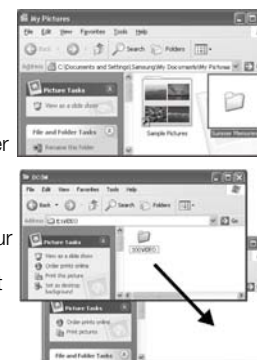 My Pictures
File Edit View Favorites Tools Help
Back Search Folders
Address C:\Documents and Settings\Samsung\My Documents\My Pictures Go
Picture Tasks
View as a slide show
File and Folder Tasks
Rename this folder
Sample Pictures
Summer Memories
er
DCIM
File Edit View Favorites Tools Help
Back Search Folders
Address Go
Picture Tasks
View as a slide show
Order prints online
Print this picture
Set as desktop
background
100VIDEO
ur
t
Picture Tasks
Order prints online
Print pictures
File and Folder Tasks